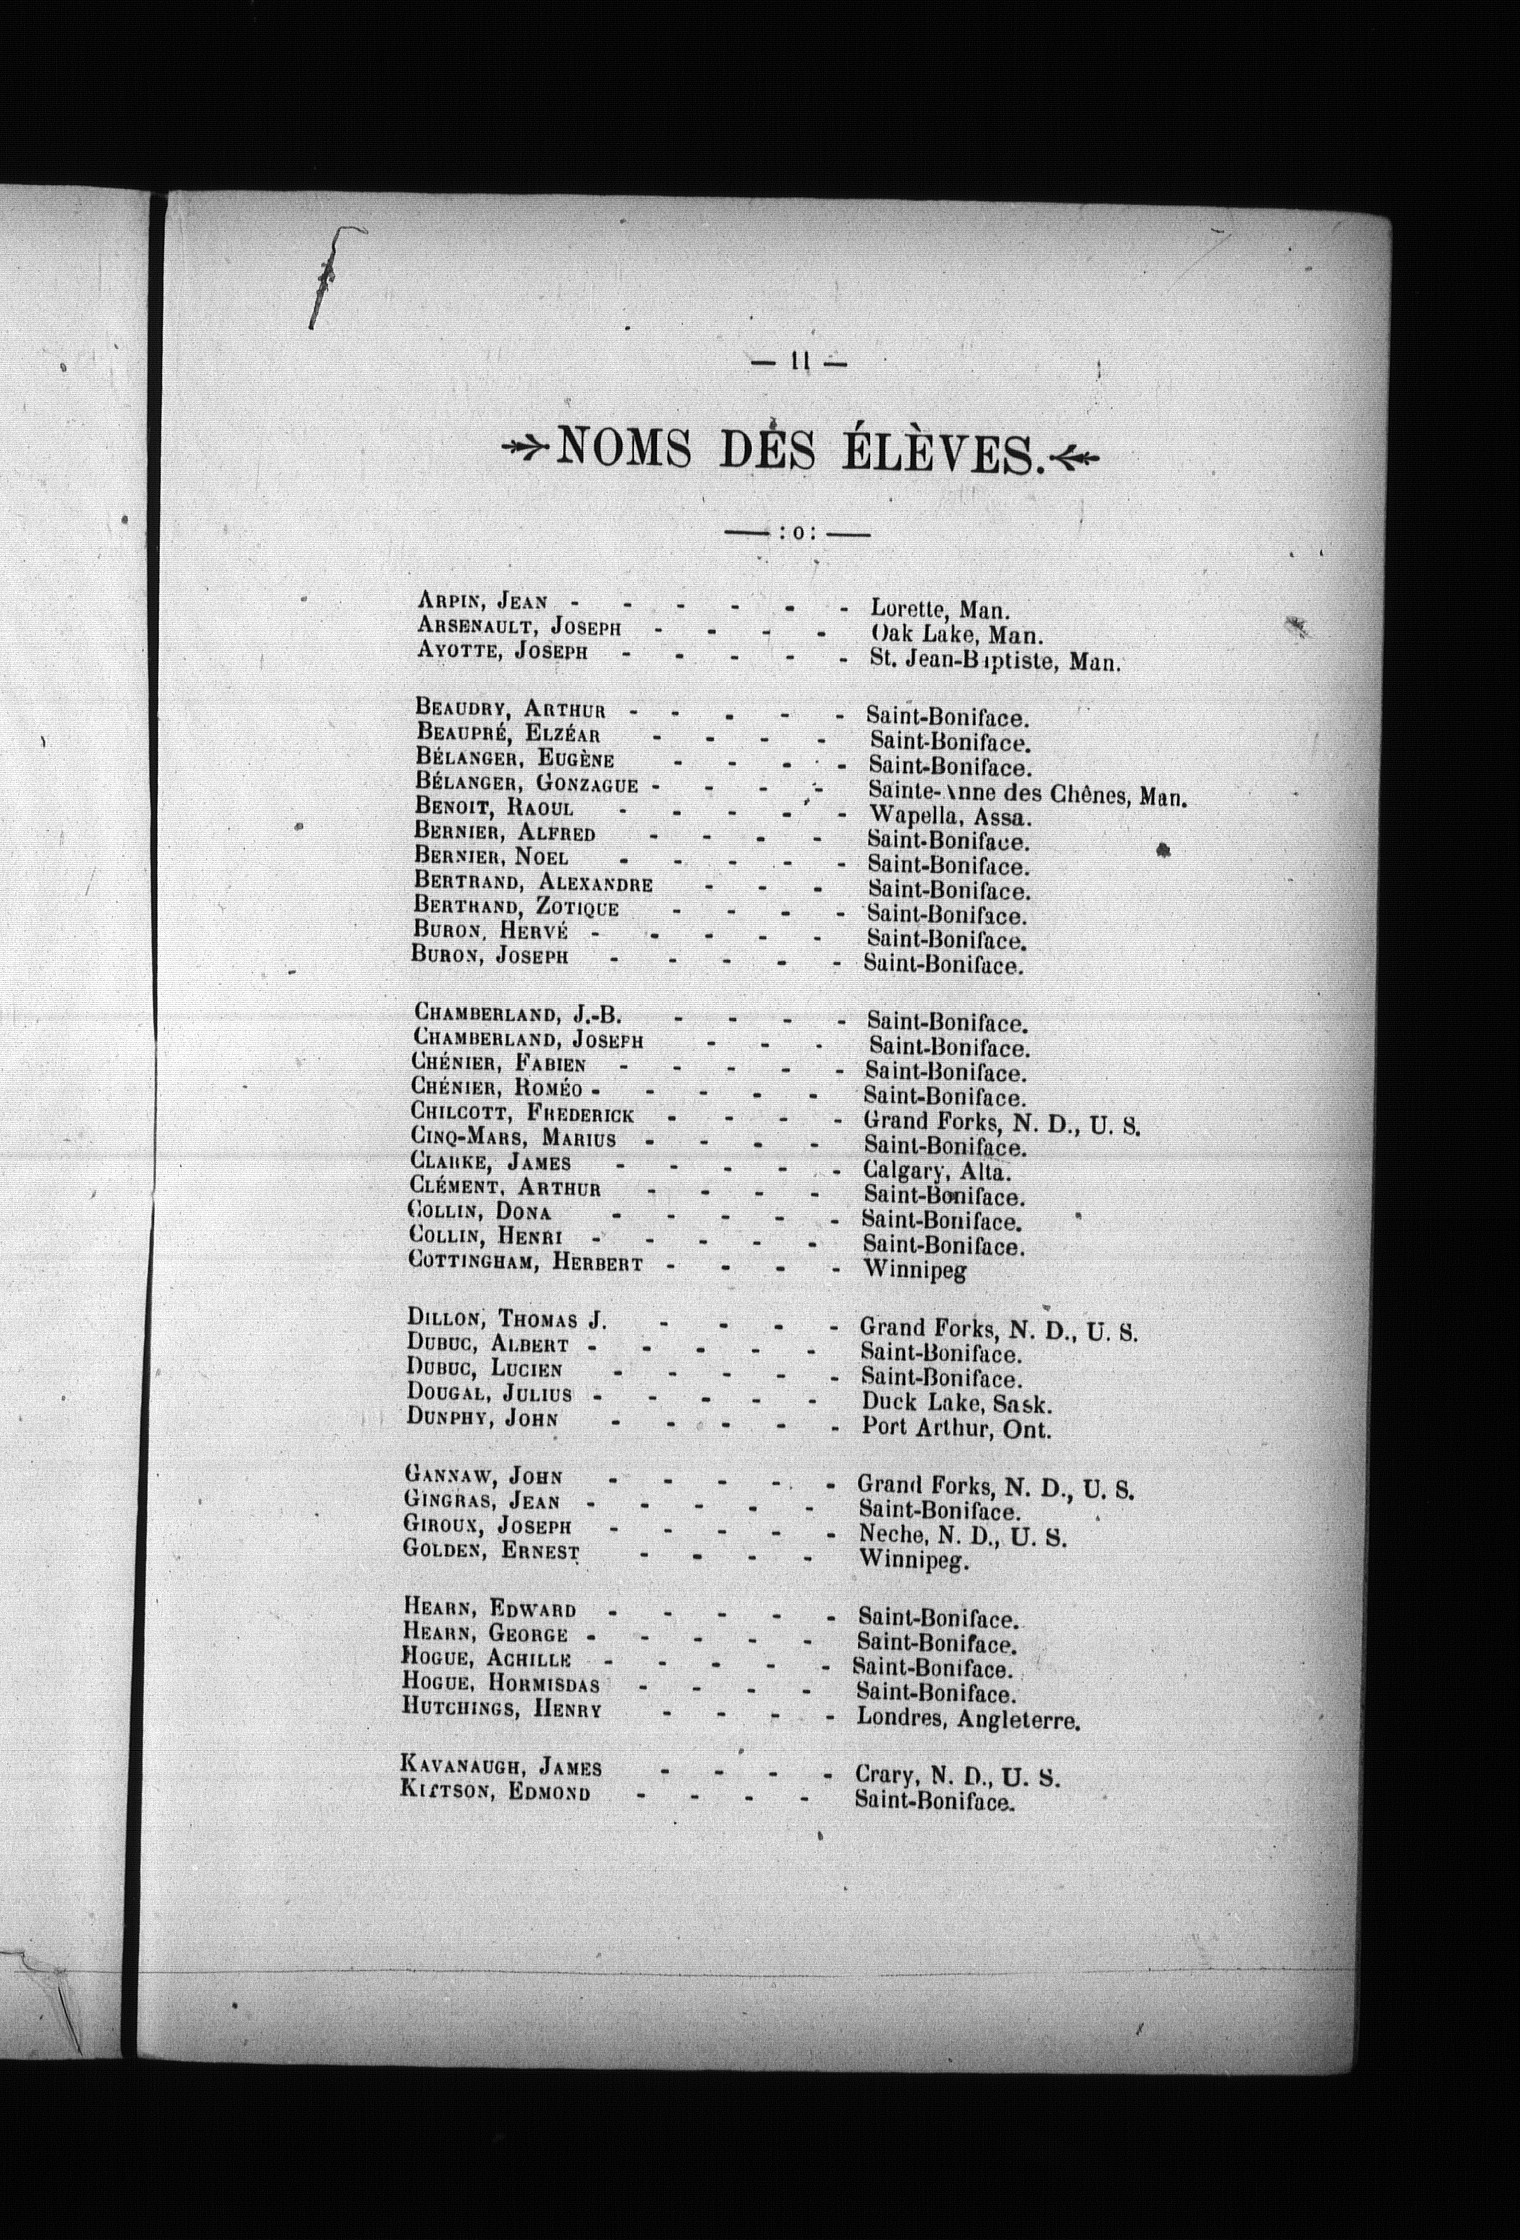 — 11 —
NOMS DES ÉLÈVES.
— :o: —
ARPIN, JEAN - - - - - - Lorette, Man.
ARSENAULT, JOSEPH - - - - Oak Lake, Man.
AYOTTE, JOSEPH - - - - - St. Jean-Baptiste, Man.
BEAUDRY, ARTHUR - - - - - Saint-Boniface.
BEAUPRÉ, ELZÉAR - - - - Saint-Boniface.
BÉLANGER, EUGÈNE - - - - Saint-Boniface.
BÉLANGER, GONZAGUE - - - - Sainte-Anne des Chênes, Man.
BENOIT, RAOUL - - - - - Wapella, Assa.
BERNIER, ALFRED - - - - Saint-Boniface.
BERNIER, NOEL - - - - - Saint-Boniface.
BERTRAND, ALEXANDRE - - - Saint-Boniface.
BERTRAND, ZOTIQUE - - - - Saint-Boniface.
BURON, HERVÉ - - - - - Saint-Boniface.
BURON, JOSEPH - - - - - Saint-Boniface.
CHAMBERLAND, J.-B. - - - - Saint-Boniface.
CHAMBERLAND, JOSEPH - - - Saint-Boniface.
CHÉNIER, FABIEN - - - - - Saint-Boniface.
CHÉNIER, ROMÉO - - - - - Saint-Boniface.
CHILCOTT, FREDERICK - - - - Grand Forks, N. D., U. S.
CINQ-MARS, MARIUS - - - - Saint-Boniface.
CLARKE, JAMES - - - - - Calgary, Alta.
CLÉMENT, ARTHUR - - - - Saint-Boniface.
COLLIN, DONA - - - - - Saint-Boniface.
COLLIN, HENRI - - - - - Saint-Boniface.
COTTINGHAM, HERBERT - - - - Winnipeg
DILLON, THOMAS J. - - - - Grand Forks, N. D., U. S.
DUBUC, ALBERT - - - - - Saint-Boniface.
DUBUC, LUCIEN - - - - - Saint-Boniface.
DOUGAL, JULIUS - - - - - Duck Lake, Sask.
DUNPHY, JOHN - - - - - Port Arthur, Ont.
GANNAW, JOHN - - - - - Grand Forks, N. D., U. S.
GINGRAS, JEAN - - - - - Saint-Boniface.
GIROUX, JOSEPH - - - - - Neche, N. D., U. S.
GOLDEN, ERNEST - - - - Winnipeg.
HEARN, EDWARD - - - - - Saint-Boniface.
HEARN, GEORGE - - - - - Saint-Boniface.
HOGUE, ACHILLE - - - - - Saint-Boniface.
HOGUE, HORMISDAS - - - - Saint-Boniface.
HUTCHINGS, HENRY - - - - Londres, Angleterre.
KAVANAUGH, JAMES - - - - Crary, N. D., U. S.
KITTSON, EDMOND - - - - Saint-Boniface.